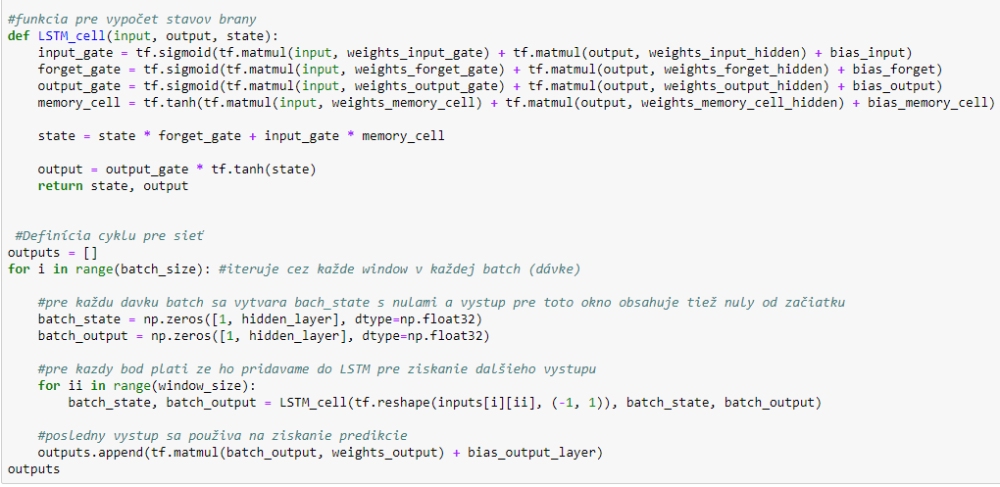 #funkcia pre vypočet stavov brany
def LSTM_cell(input, output, state):
    input_gate = tf.sigmoid(tf.matmul(input, weights_input_gate) + tf.matmul(output, weights_input_hidden) + bias_input)
    forget_gate = tf.sigmoid(tf.matmul(input, weights_forget_gate) + tf.matmul(output, weights_forget_hidden) + bias_forget)
    output_gate = tf.sigmoid(tf.matmul(input, weights_output_gate) + tf.matmul(output, weights_output_hidden) + bias_output)
    memory_cell = tf.tanh(tf.matmul(input, weights_memory_cell) + tf.matmul(output, weights_memory_cell_hidden) + bias_memory_cell)
    state = state * forget_gate + input_gate * memory_cell
    output = output_gate * tf.tanh(state)
    return state, output
 #Definícia cyklu pre sieť
outputs = []
for i in range(batch_size): #iteruje cez každe window v každej batch (dávke)
    #pre každu davku batch sa vytvara bach_state s nulami a vystup pre toto okno obsahuje tiež nuly od začiatku
    batch_state = np.zeros([1, hidden_layer], dtype=np.float32)
    batch_output = np.zeros([1, hidden_layer], dtype=np.float32)
    #pre kazdy bod plati ze ho pridavame do LSTM pre ziskanie dalšieho vystupu
    for ii in range(window_size):
        batch_state, batch_output = LSTM_cell(tf.reshape(inputs[i][ii], (-1, 1)), batch_state, batch_output)
    #posledny vystup sa použiva na ziskanie predikcie
    outputs.append(tf.matmul(batch_output, weights_output) + bias_output_layer)
outputs